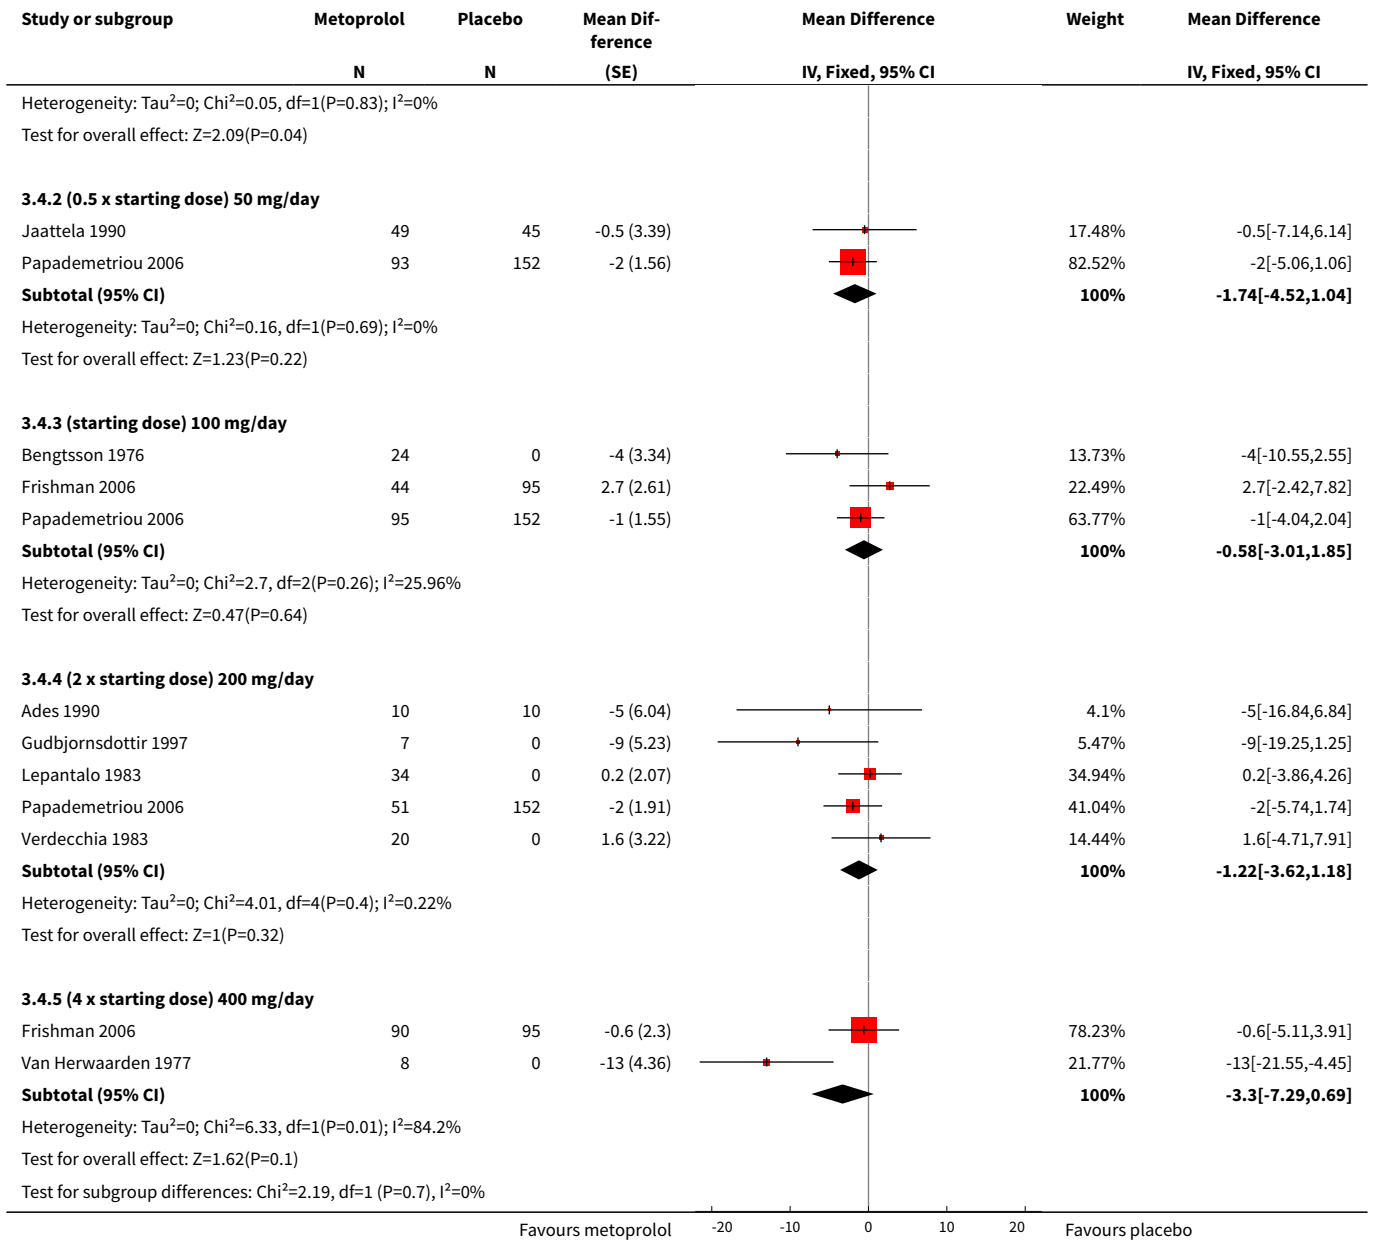 Study or subgroup Metoprolol Placebo Mean Dif- Mean Difference Weight Mean Difference
ference
N N (SE) IV, Fixed, 95% CI IV, Fixed, 95% CI
Heterogeneity: Tau²=0; Chi²=0.05, df=1(P=0.83); I²=0%
Test for overall effect: Z=2.09(P=0.04)
3.4.2 (0.5 x starting dose) 50 mg/day
Jaattela 1990 49 45 -0.5 (3.39) 17.48% -0.5[-7.14,6.14]
Papademetriou 2006 93 152 -2 (1.56) 82.52% -2[-5.06,1.06]
Subtotal (95% CI) 100% -1.74[-4.52,1.04]
Heterogeneity: Tau²=0; Chi²=0.16, df=1(P=0.69); I²=0%
Test for overall effect: Z=1.23(P=0.22)
3.4.3 (starting dose) 100 mg/day
Bengtsson 1976 24 0 -4 (3.34) 13.73% -4[-10.55,2.55]
Frishman 2006 44 95 2.7 (2.61) 22.49% 2.7[-2.42,7.82]
Papademetriou 2006 95 152 -1 (1.55) 63.77% -1[-4.04,2.04]
Subtotal (95% CI) 100% -0.58[-3.01,1.85]
Heterogeneity: Tau²=0; Chi²=2.7, df=2(P=0.26); I²=25.96%
Test for overall effect: Z=0.47(P=0.64)
3.4.4 (2 x starting dose) 200 mg/day
Ades 1990 10 10 -5 (6.04) 4.1% -5[-16.84,6.84]
Gudbjornsdottir 1997 7 0 -9 (5.23) 5.47% -9[-19.25,1.25]
Lepantalo 1983 34 0 0.2 (2.07) 34.94% 0.2[-3.86,4.26]
Papademetriou 2006 51 152 -2 (1.91) 41.04% -2[-5.74,1.74]
Verdecchia 1983 20 0 1.6 (3.22) 14.44% 1.6[-4.71,7.91]
Subtotal (95% CI) 100% -1.22[-3.62,1.18]
Heterogeneity: Tau²=0; Chi²=4.01, df=4(P=0.4); I²=0.22%
Test for overall effect: Z=1(P=0.32)
3.4.5 (4 x starting dose) 400 mg/day
Frishman 2006 90 95 -0.6 (2.3) 78.23% -0.6[-5.11,3.91]
Van Herwaarden 1977 8 0 -13 (4.36) 21.77% -13[-21.55,-4.45]
Subtotal (95% CI) 100% -3.3[-7.29,0.69]
Heterogeneity: Tau²=0; Chi²=6.33, df=1(P=0.01); I²=84.2%
Test for overall effect: Z=1.62(P=0.1)
Test for subgroup differences: Chi²=2.19, df=1 (P=0.7), I²=0%
Favours metoprolol -20 -10 0 10 20 Favours placebo